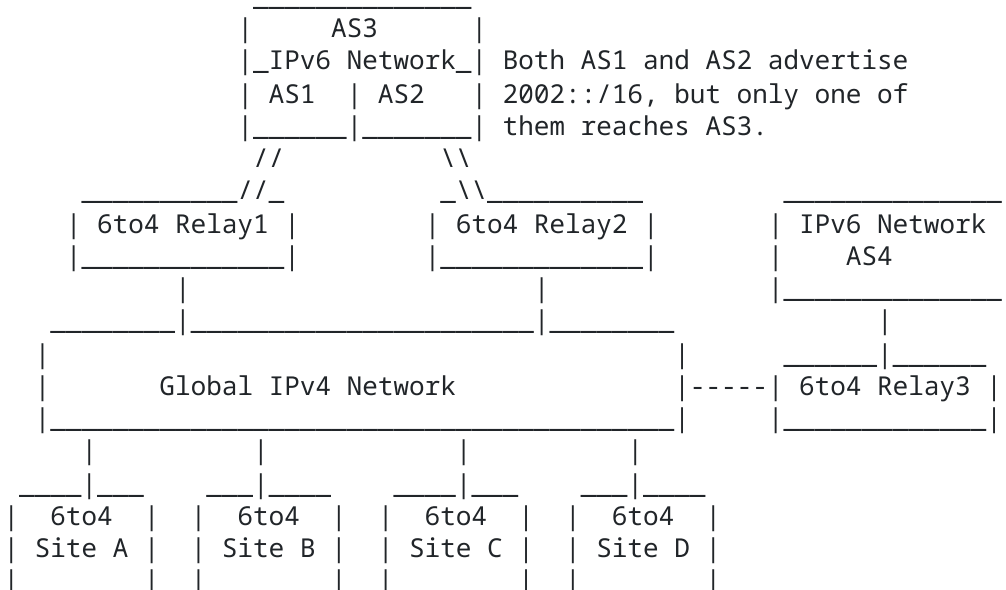 AS3
IPv6 Network
Both AS1 and AS2 advertise
AS1 AS2
2002::/16, but only one of
them reaches AS3.
6to4 Relay1
6to4 Relay2
IPv6 Network
AS4
Global IPv4 Network
6to4 Relay3
6to4 6to4 6to4 6to4
Site A Site B Site C Site D